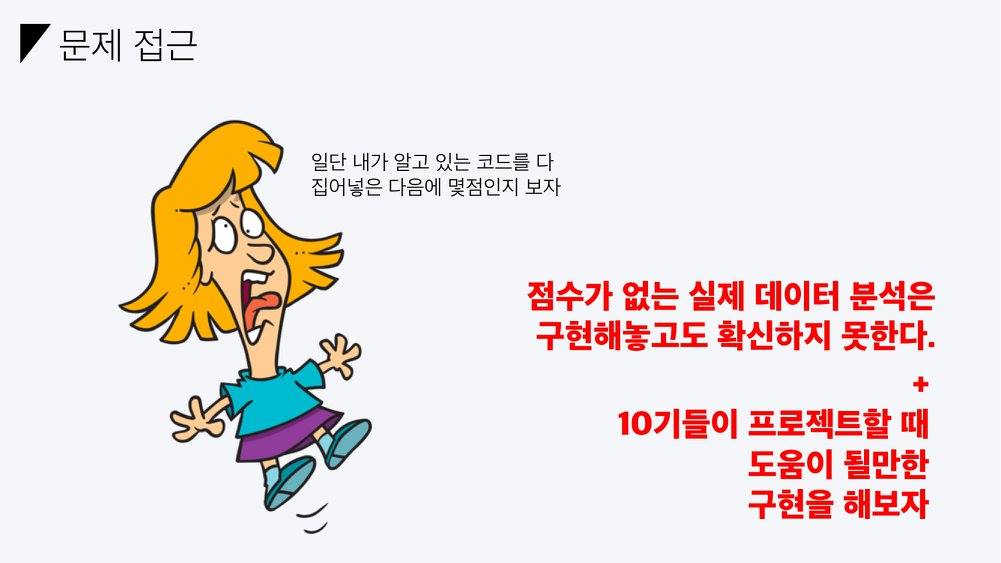 문제 접근
일단 내가 알고 있는 코드를 다
집어넣은 다음에 몇점인지 보자
점수가 없는 실제 데이터 분석은
구현해놓고도 확신하지 못한다.
+
10기들이 프로젝트할 때
도움이 될만한
구현을 해보자